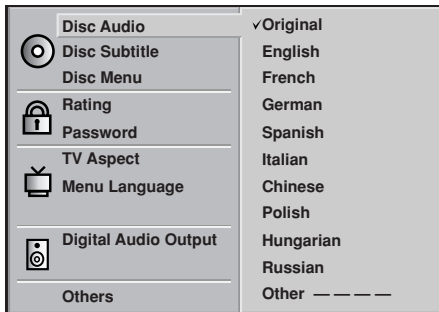 Disc Audio
Disc Subtitle
Disc Menu
Rating
Password
TV Aspect
Menu Language
Digital Audio Output
Others
✓Original
English
French
German
Spanish
Italian
Chinese
Polish
Hungarian
Russian
Other — — — —